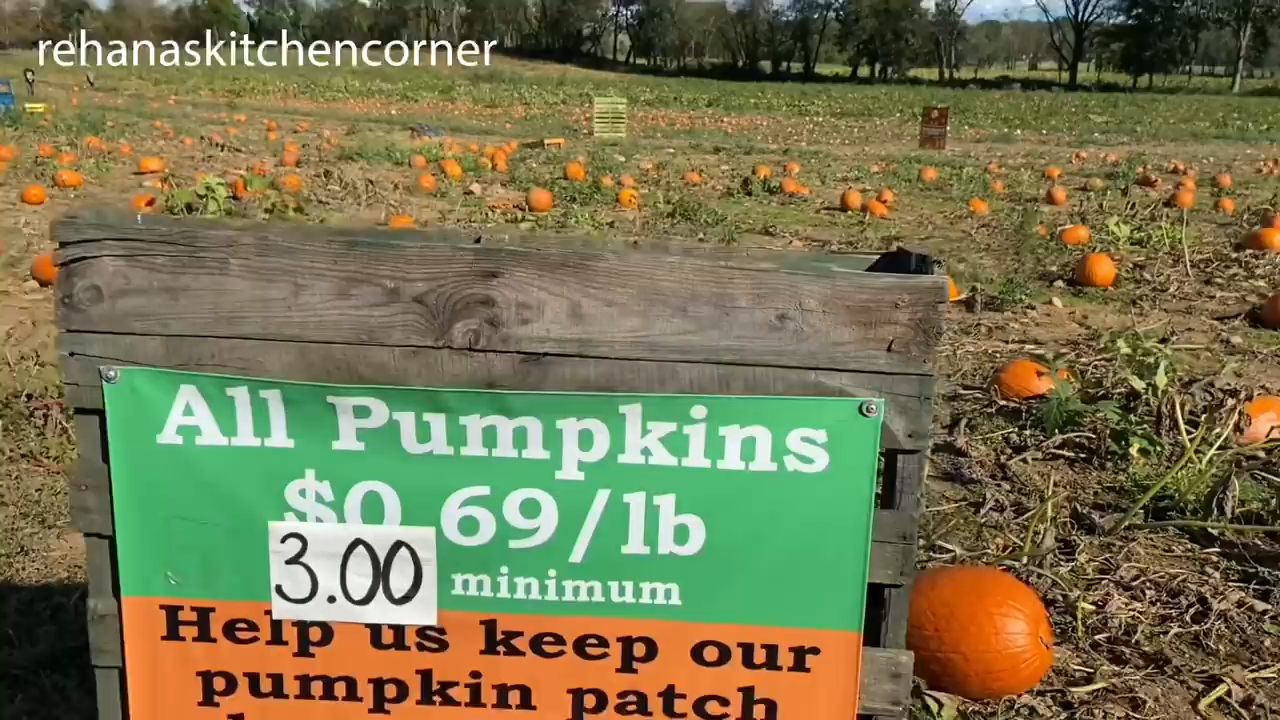 rehanaskitchencorner
All Pumpkins
$0 69/lb
3.00 minimum
Help us keep our
pumpkin patch